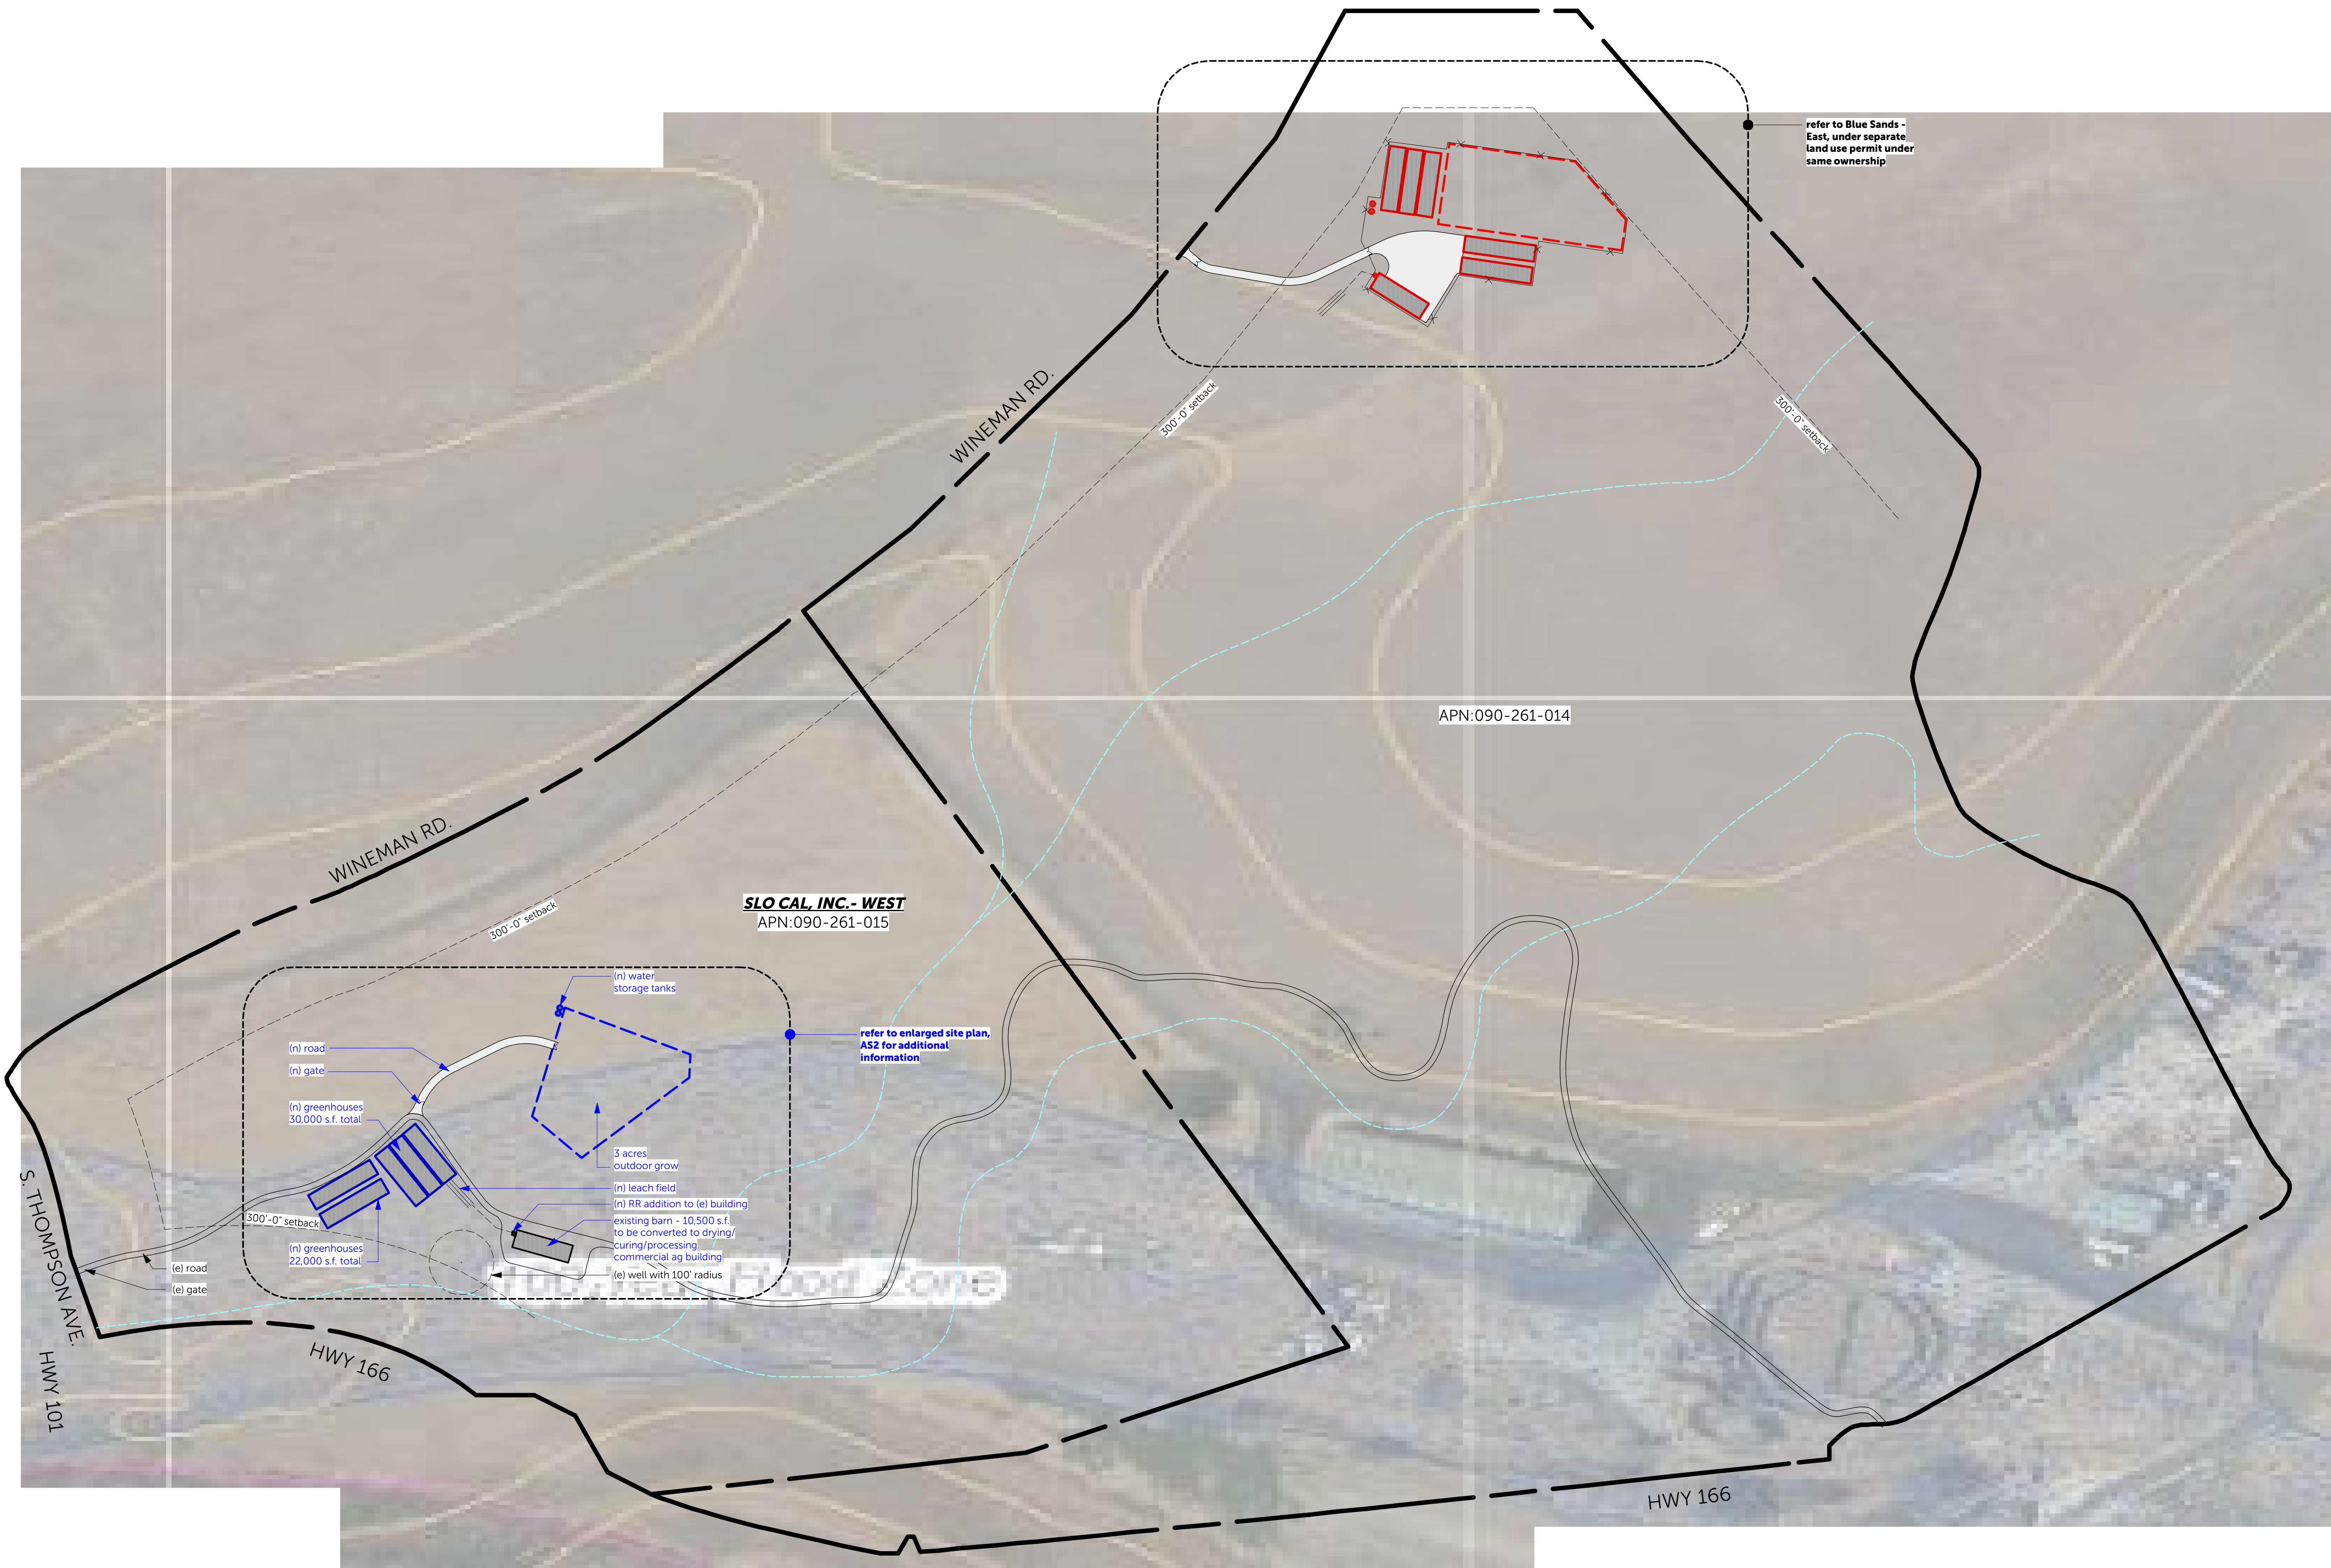 refer to Blue Sands -
East, under separate
land use permit under
same ownership
WINEMAN RD.
300'-0" setback
300'-0" setback
APN:090-261-014
WINEMAN RD.
300'-0" setback
SLO CAL, INC.- WEST
APN:090-261-015
(n) water
storage tanks
refer to enlarged site plan,
AS2 for additional
information
(n) road
(n) gate
(n) greenhouses
30,000 s.f. total
3 acres
outdoor grow
(n) leach field
(n) RR addition to (e) building
existing barn - 10,500 s.f.
to be converted to drying/
curing/processing
commercial ag building
(e) well with 100' radius
300'-0" setback
(n) greenhouses
22,000 s.f. total
(e) road
(e) gate
S. THOMPSON AVE.
HWY 101
HWY 166
HWY 166